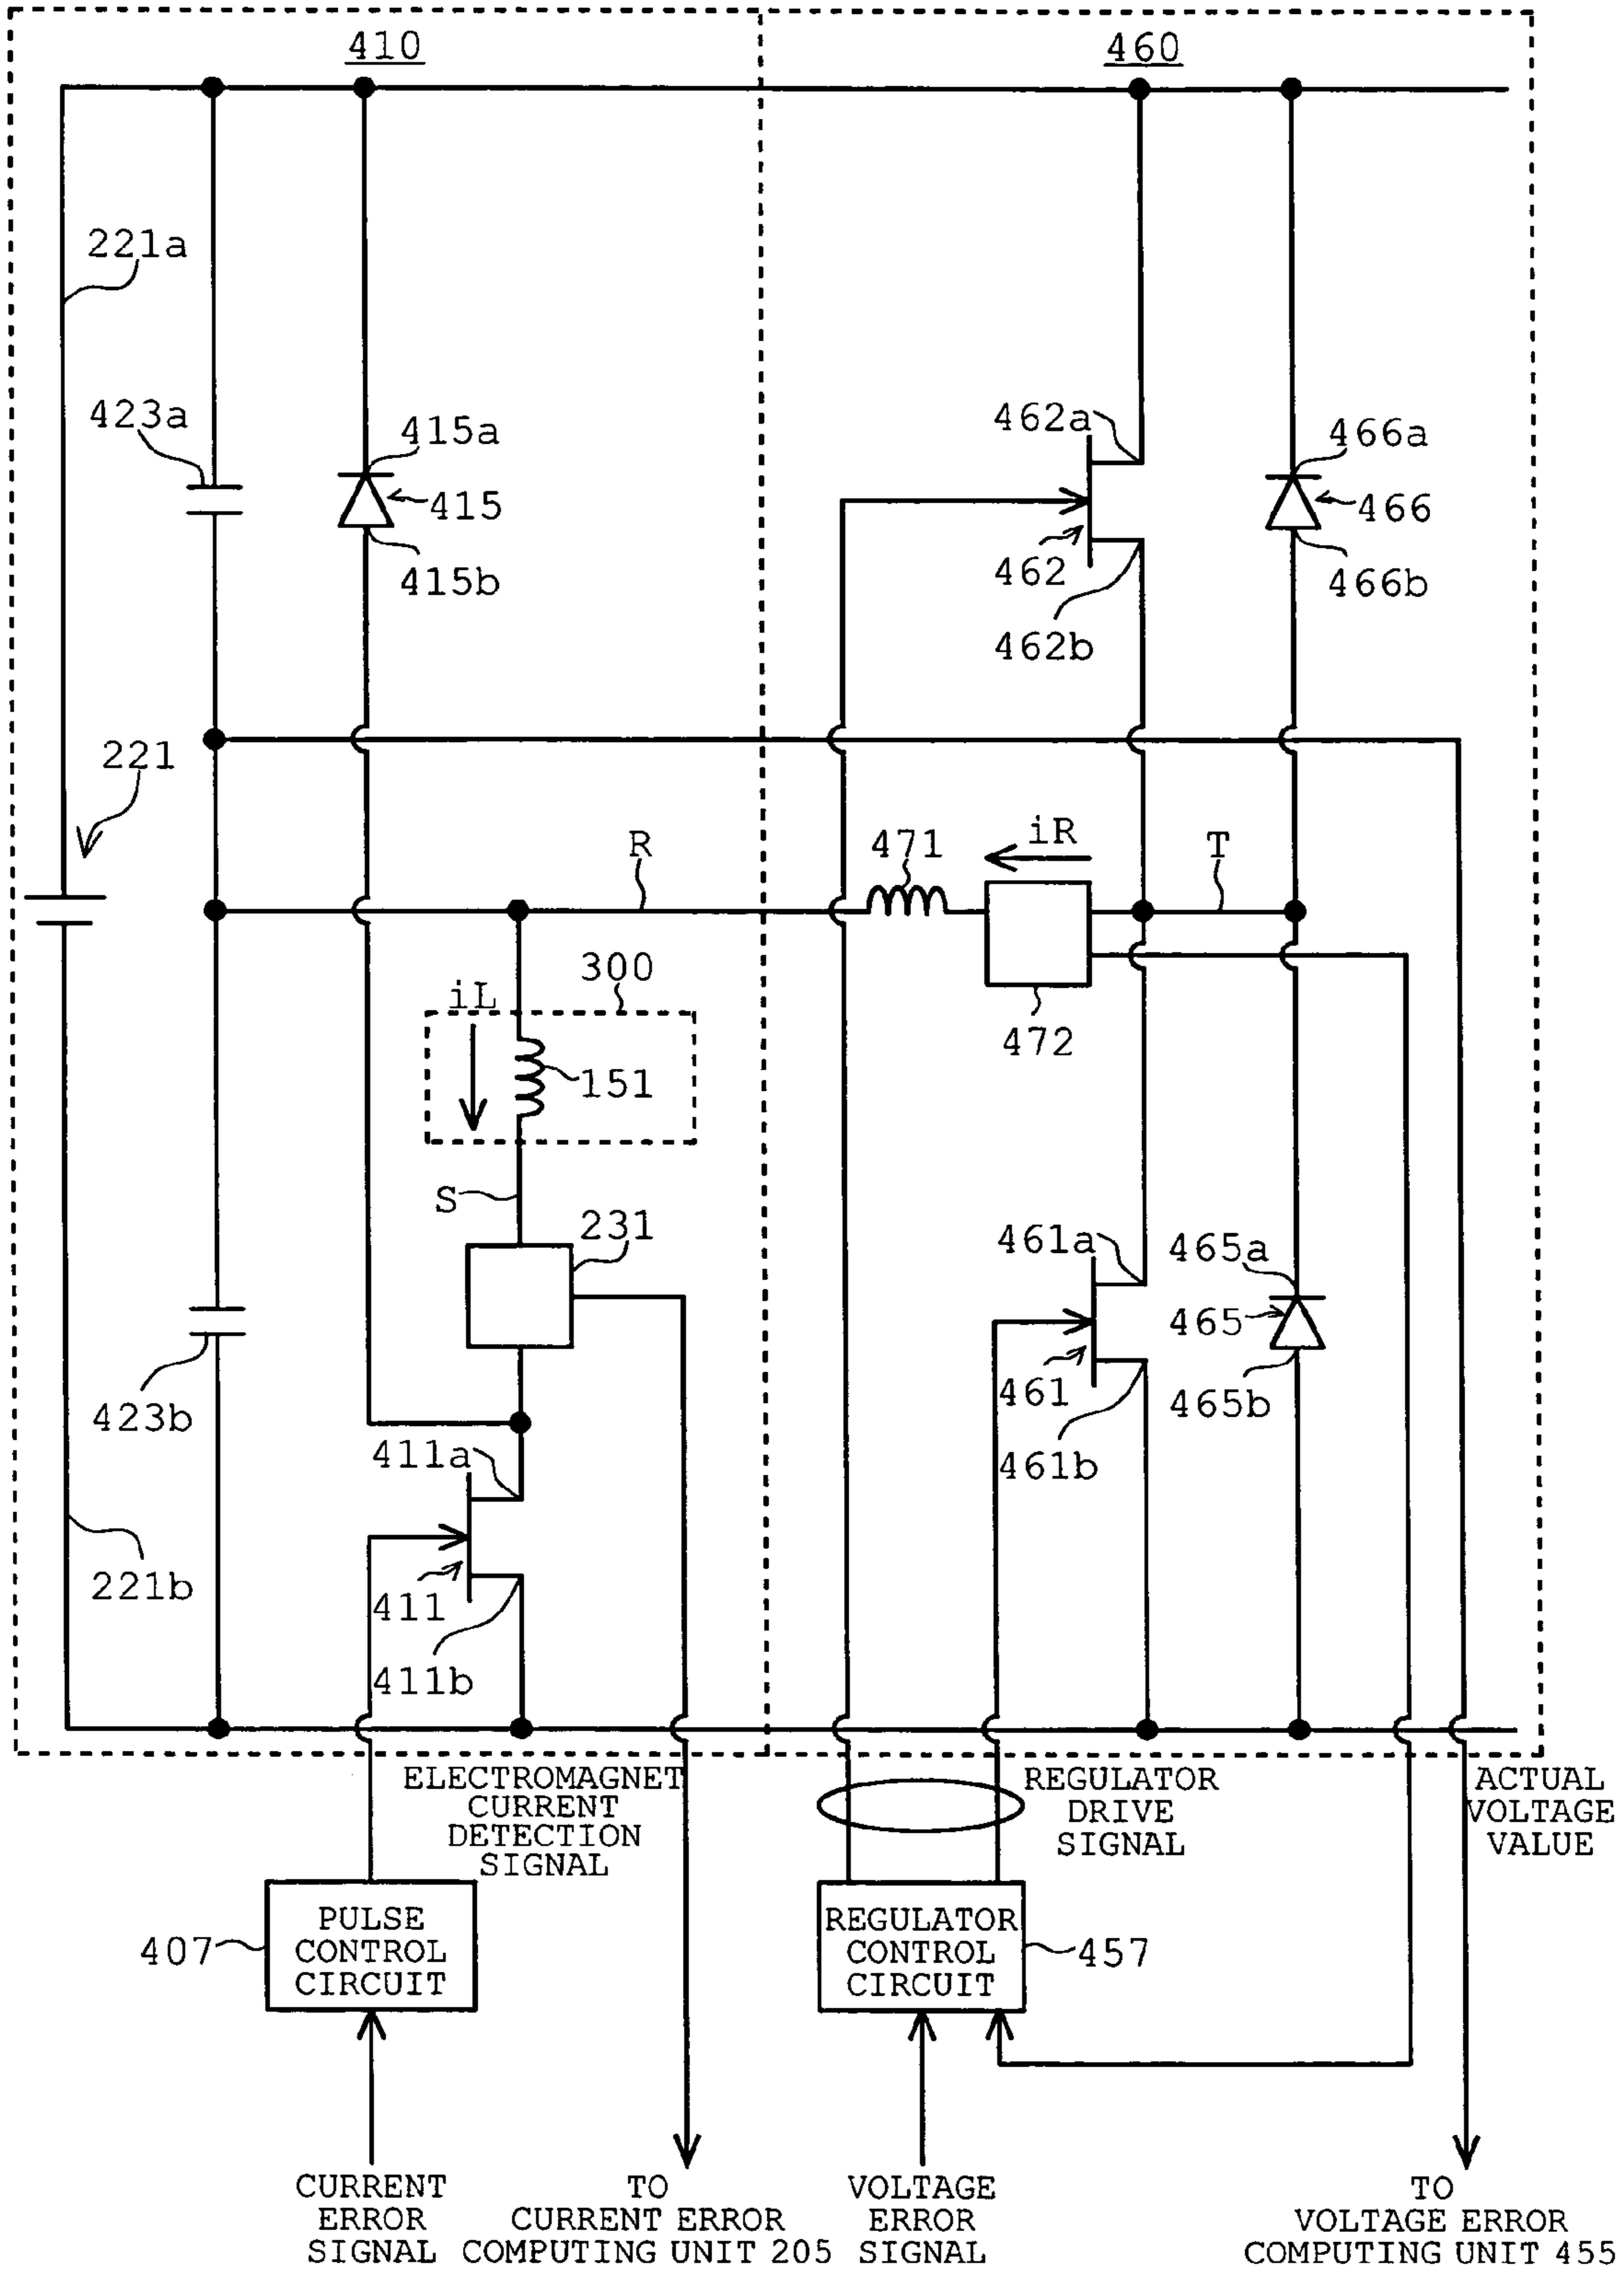 410
460
221a
423a
415a
415
415b
462a
462
462b
466a
466
466b
221
R
471
iR
T
472
300
iL
151
S
231
461a
461
461b
465a
465
465b
423b
411a
411
411b
221b
ELECTROMAGNET
CURRENT
DETECTION
SIGNAL
REGULATOR
DRIVE
SIGNAL
ACTUAL
VOLTAGE
VALUE
407
PULSE
CONTROL
CIRCUIT
REGULATOR
CONTROL
CIRCUIT
457
CURRENT
ERROR
SIGNAL
TO
CURRENT ERROR
COMPUTING UNIT 205
VOLTAGE
ERROR
SIGNAL
TO
VOLTAGE ERROR
COMPUTING UNIT 455